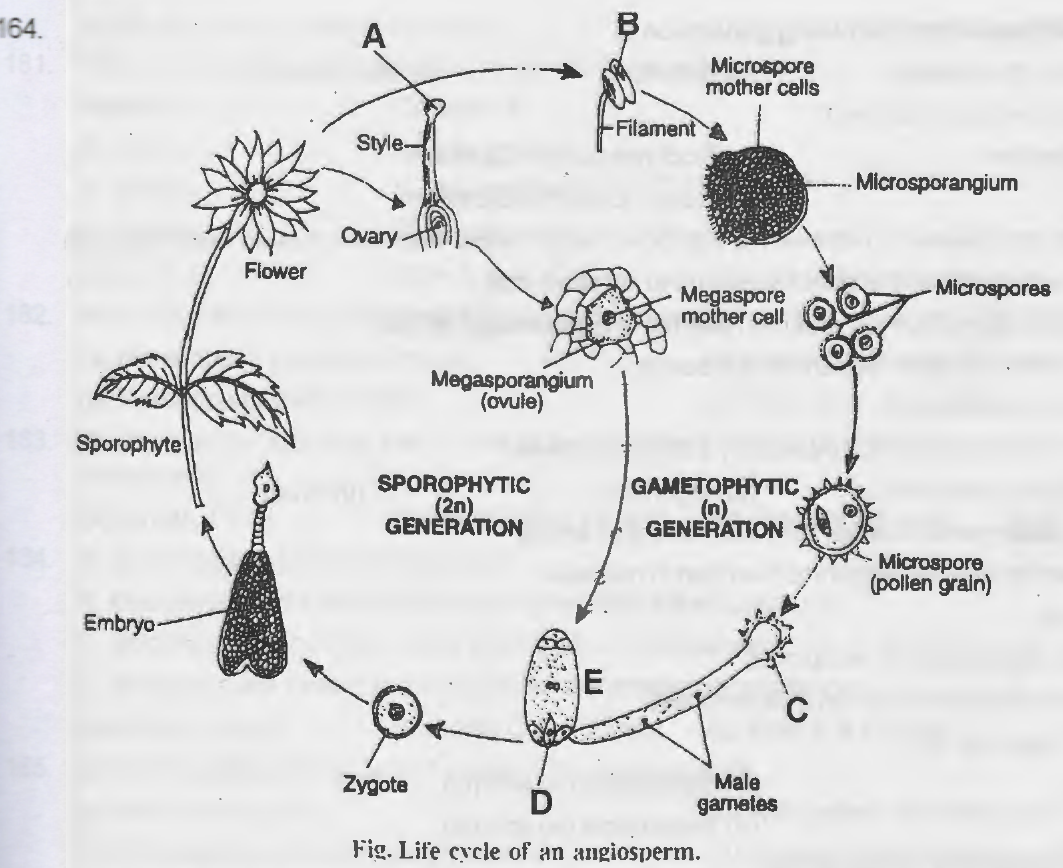 164.
A
B
Microspore
mother cells
Style
Filament
Microsporangium
Ovary
Flower
Megaspore
mother cell
Microspores
Megasporangium
(ovule)
Sporophyte
SPOROPHYTIC
(2n)
GENERATION
GAMETOPHYTIC
(n)
GENERATION
Microspore
(pollen grain)
Embryo
E
C
Zygote
D
Male
gametes
Fig. Life cycle of an angiosperm.